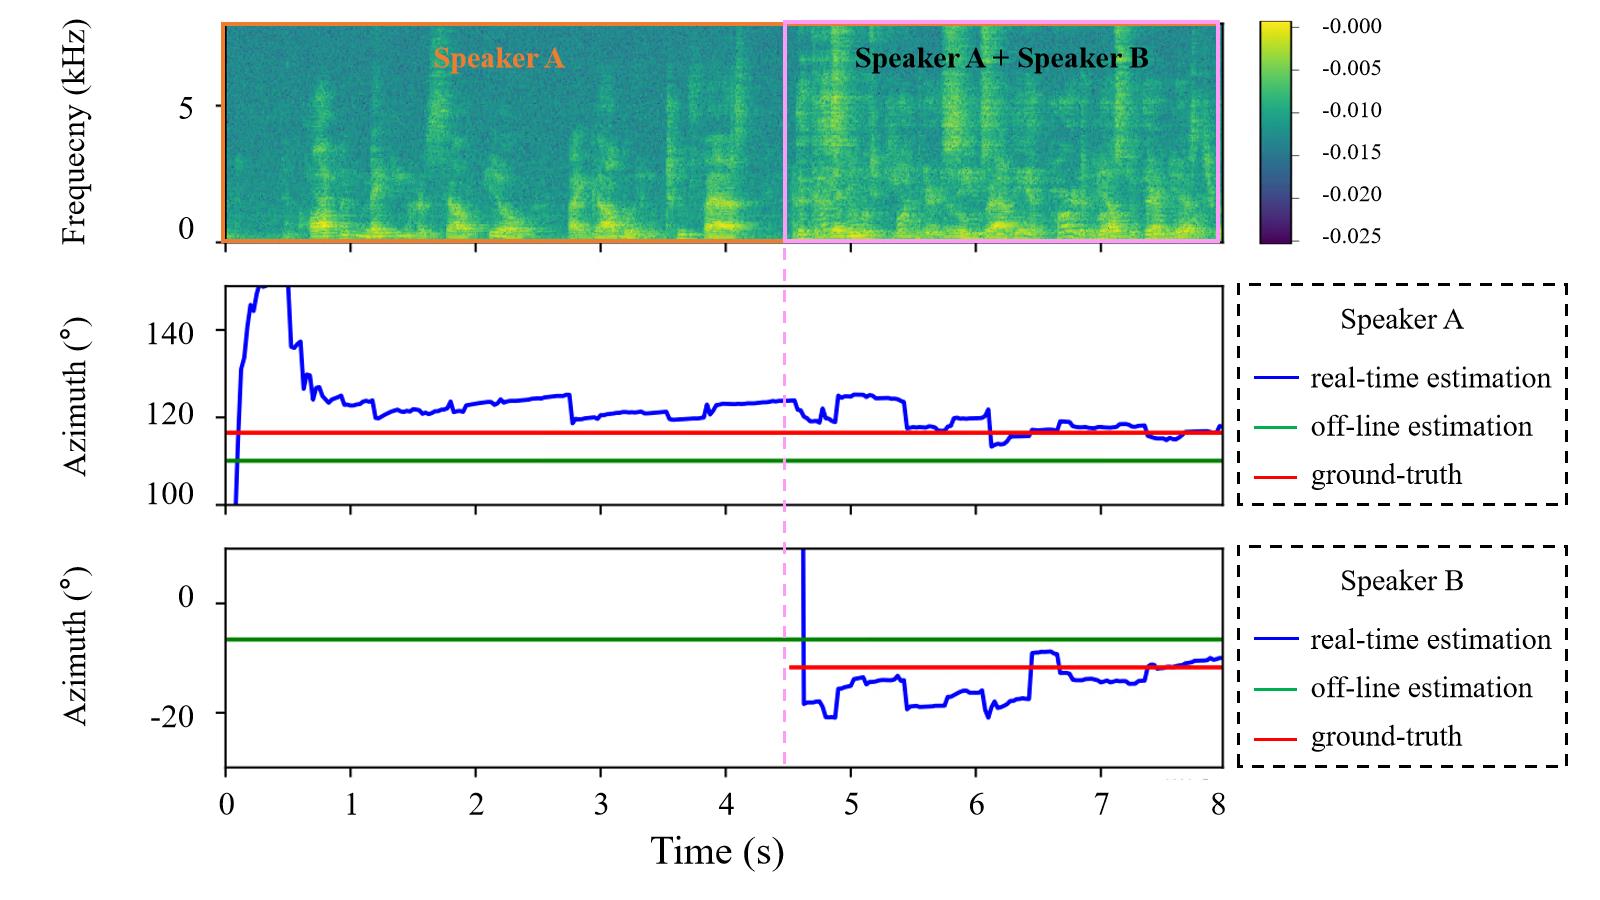 Frequecny (kHz)
5
0
Speaker A
Speaker A + Speaker B
-0.000
-0.005
-0.010
-0.015
-0.020
-0.025
Azimuth (°)
140
120
100
Speaker A
real-time estimation
off-line estimation
ground-truth
Azimuth (°)
0
-20
Speaker B
real-time estimation
off-line estimation
ground-truth
0 1 2 3 4 5 6 7 8
Time (s)